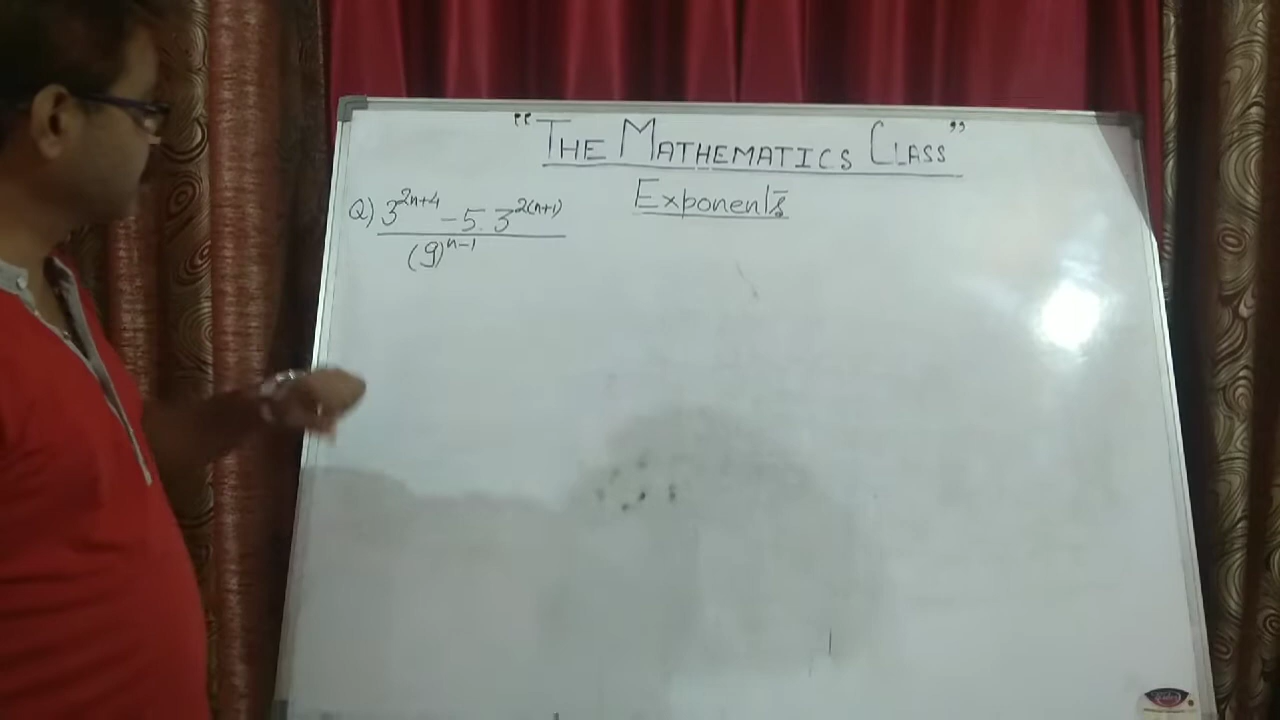 "THE MATHEMATICS CLASS"
Exponents
Q) 3^{2n+4} - 5. 3^{2(n+1)}
(9)^{n-1}